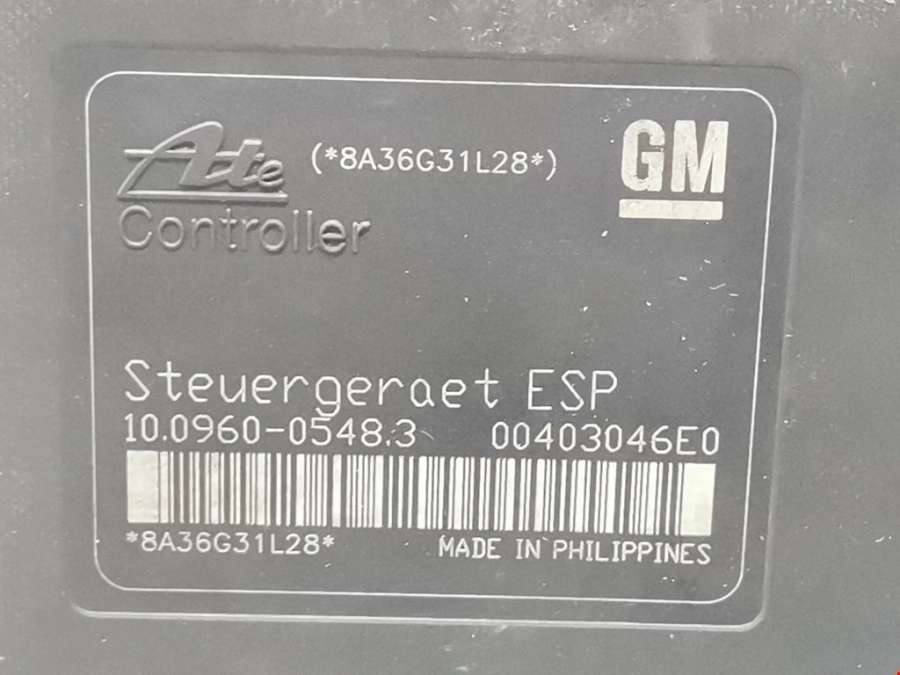 Ate (*8A36G31L28*) GM
Controller
Steuergeraet ESP
10.0960-0548.3 00403046E0
*8A36G31L28* MADE IN PHILIPPINES